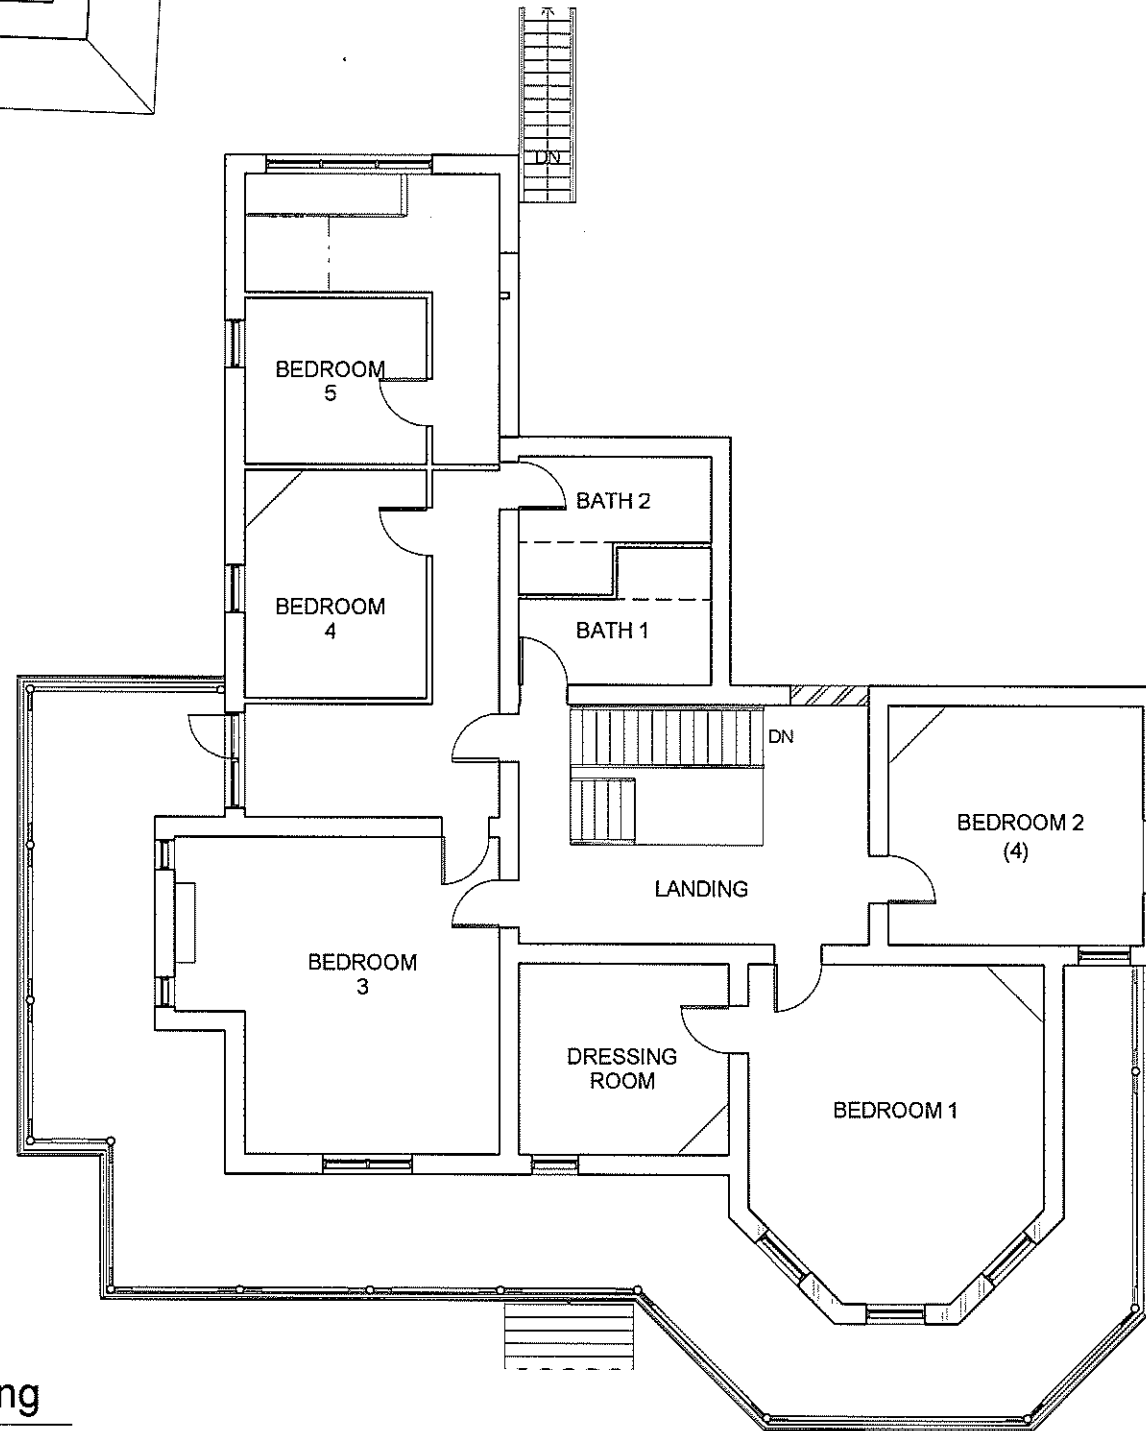 DN
BEDROOM
5
BATH 2
BEDROOM
4
BATH 1
DN
BEDROOM 2
(4)
LANDING
BEDROOM
3
DRESSING
ROOM
BEDROOM 1
ng